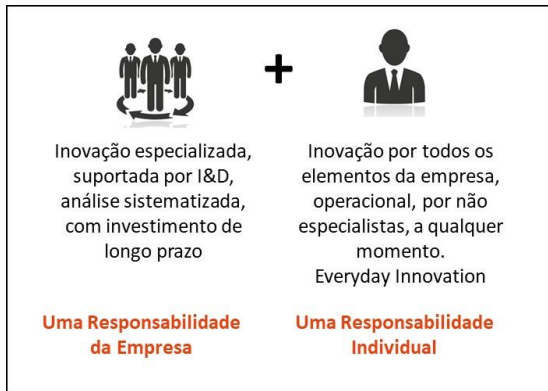 +
Inovação especializada,
suportada por I&D,
análise sistematizada,
com investimento de
longo prazo
Uma Responsabilidade
da Empresa
Inovação por todos os
elementos da empresa,
operacional, por não
especialistas, a qualquer
momento.
Everyday Innovation
Uma Responsabilidade
Individual